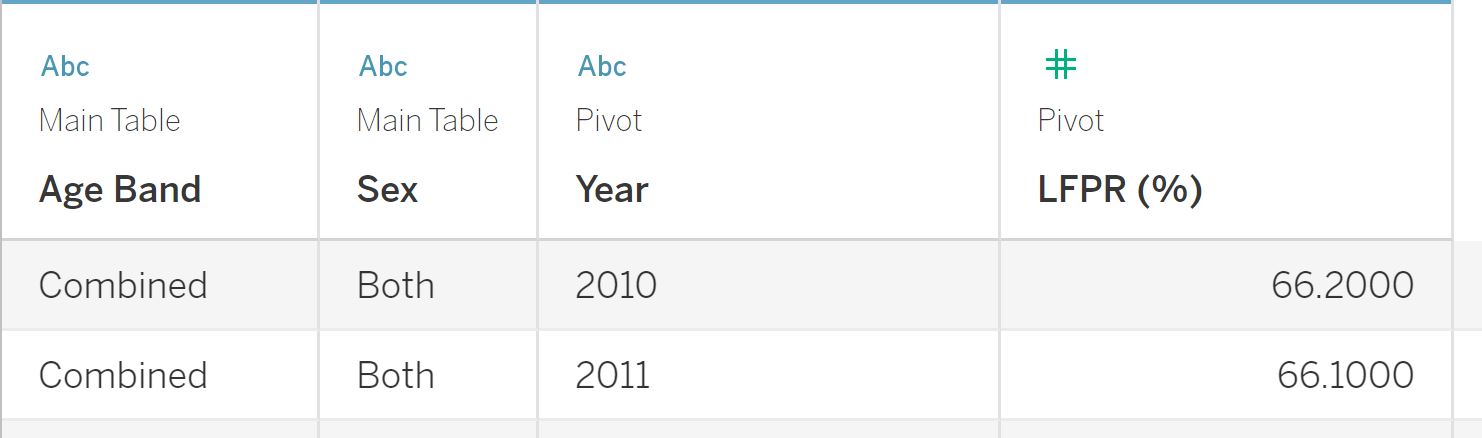 Abc Abc Abc #
Main Table Main Table Pivot Pivot
Age Band Sex Year LFPR (%)
Combined Both 2010 66.2000
Combined Both 2011 66.1000